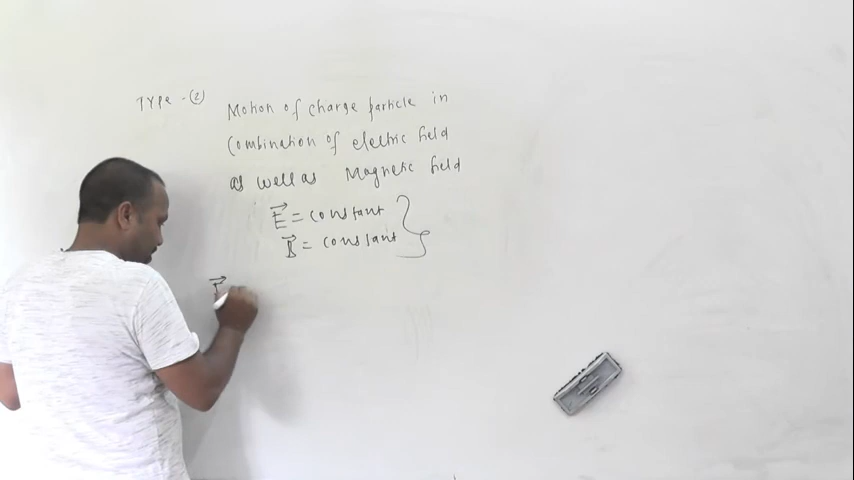 TYPE - (2)
Motion of charge particle in
Combination of electric field
as well as Magnetic field
E⃗ = constant
B⃗ = constant